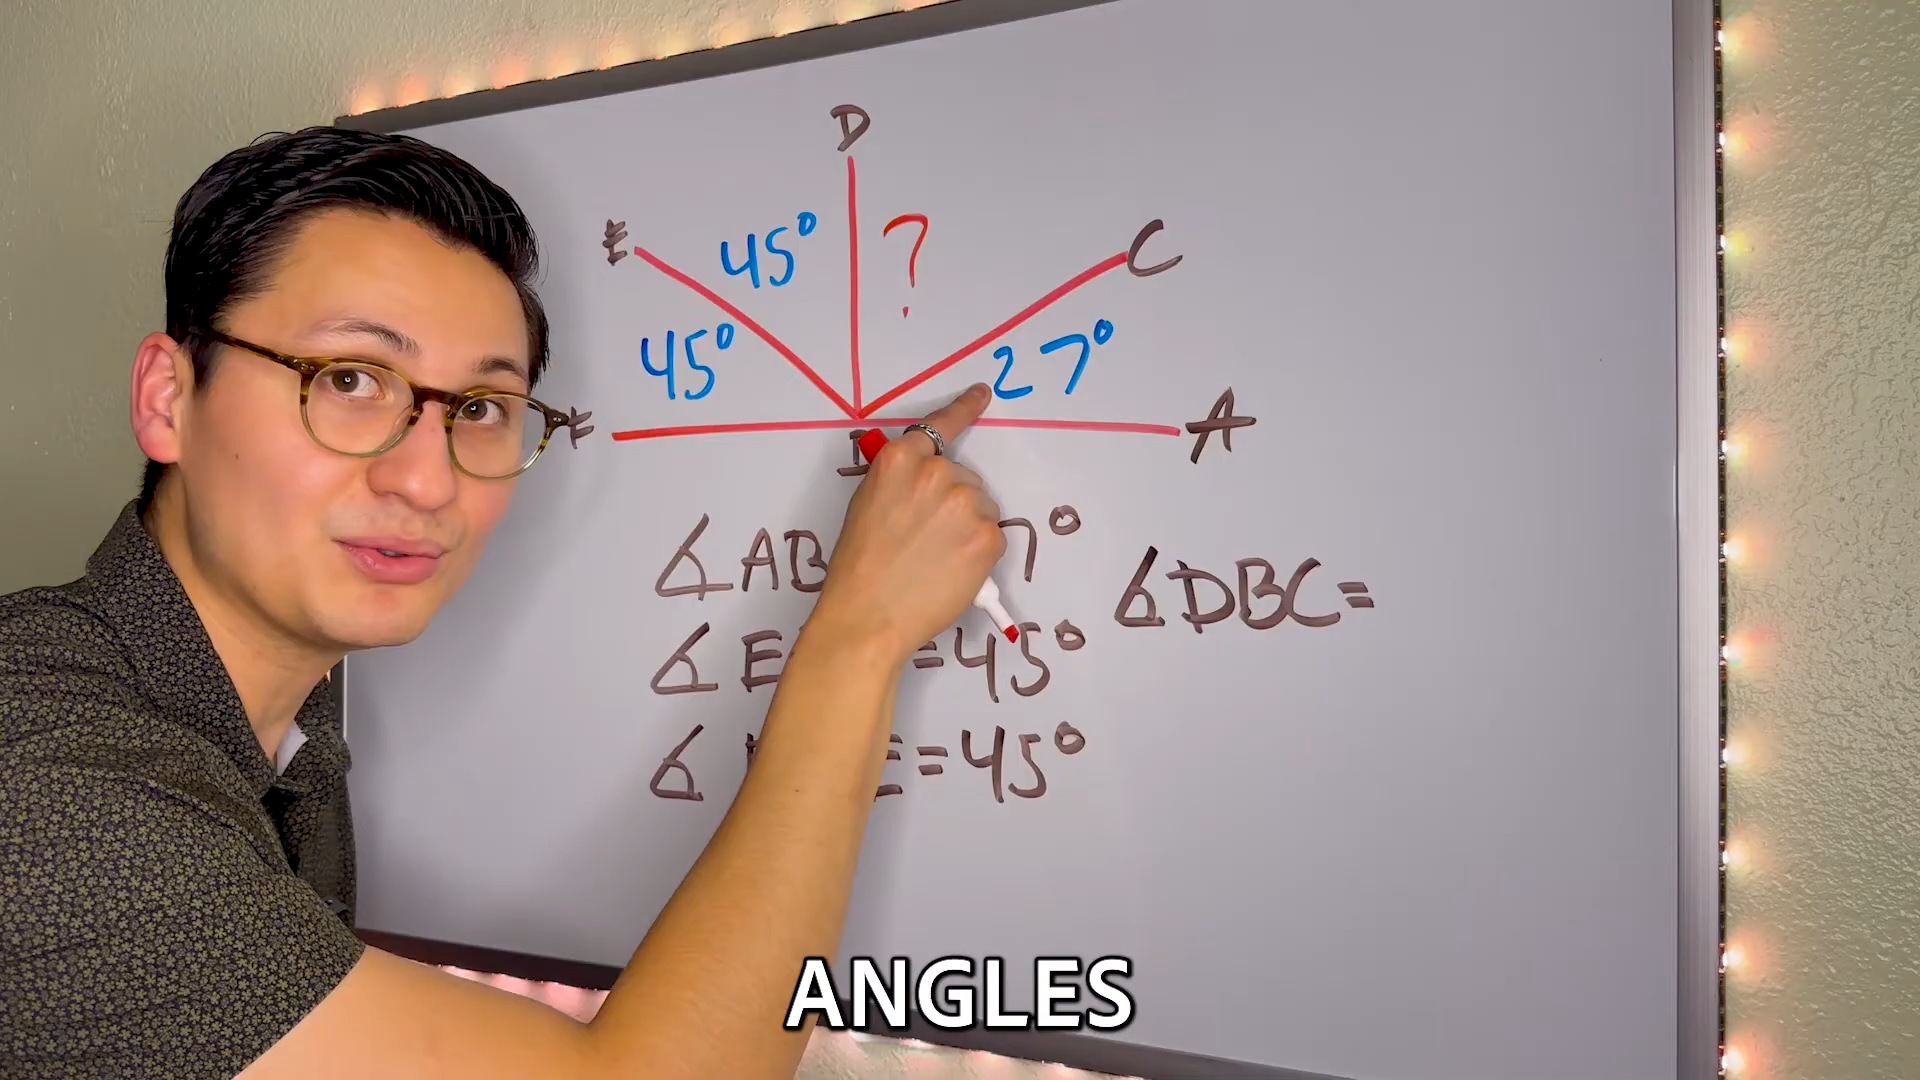 D
E 45° ? C
45° 27°
A
∡AB 7°
∡DBC=
∡E =45°
∡ E=45°
ANGLES